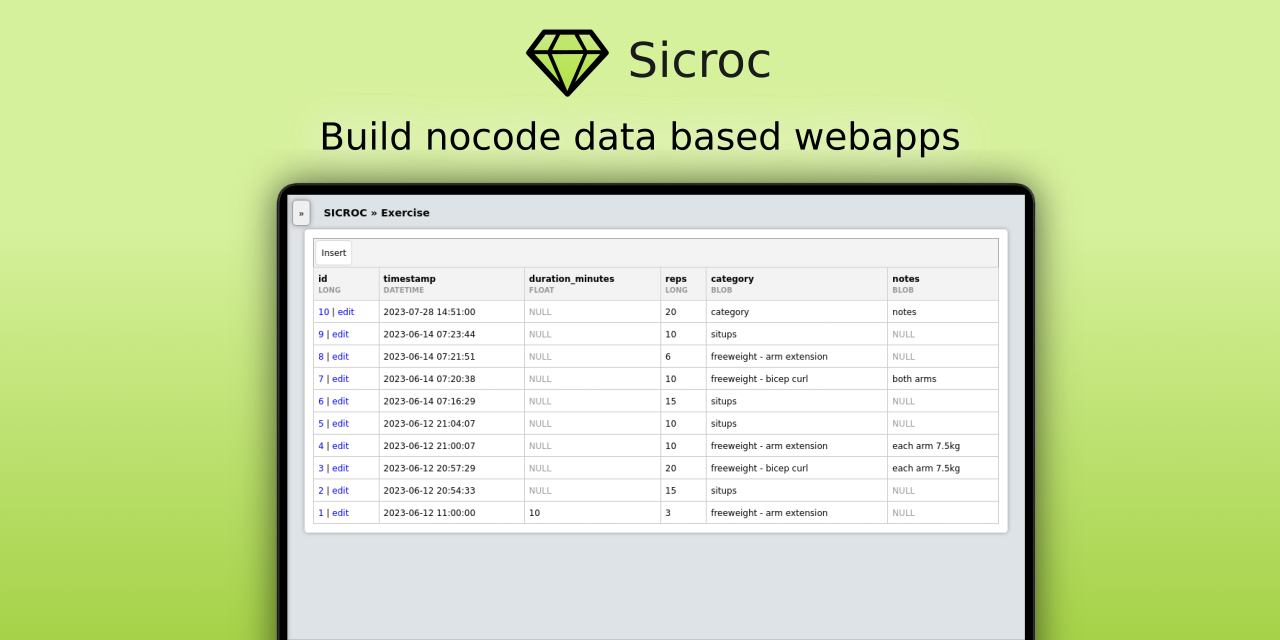 Sicroc
Build nocode data based webapps
» SICROC » Exercise
Insert
id timestamp duration_minutes reps category notes
LONG DATETIME FLOAT LONG BLOB BLOB
10 | edit 2023-07-28 14:51:00 NULL 20 category notes
9 | edit 2023-06-14 07:23:44 NULL 10 situps NULL
8 | edit 2023-06-14 07:21:51 NULL 6 freeweight - arm extension NULL
7 | edit 2023-06-14 07:20:38 NULL 10 freeweight - bicep curl both arms
6 | edit 2023-06-14 07:16:29 NULL 15 situps NULL
5 | edit 2023-06-12 21:04:07 NULL 10 situps NULL
4 | edit 2023-06-12 21:00:07 NULL 10 freeweight - arm extension each arm 7.5kg
3 | edit 2023-06-12 20:57:29 NULL 20 freeweight - bicep curl each arm 7.5kg
2 | edit 2023-06-12 20:54:33 NULL 15 situps NULL
1 | edit 2023-06-12 11:00:00 10 3 freeweight - arm extension NULL